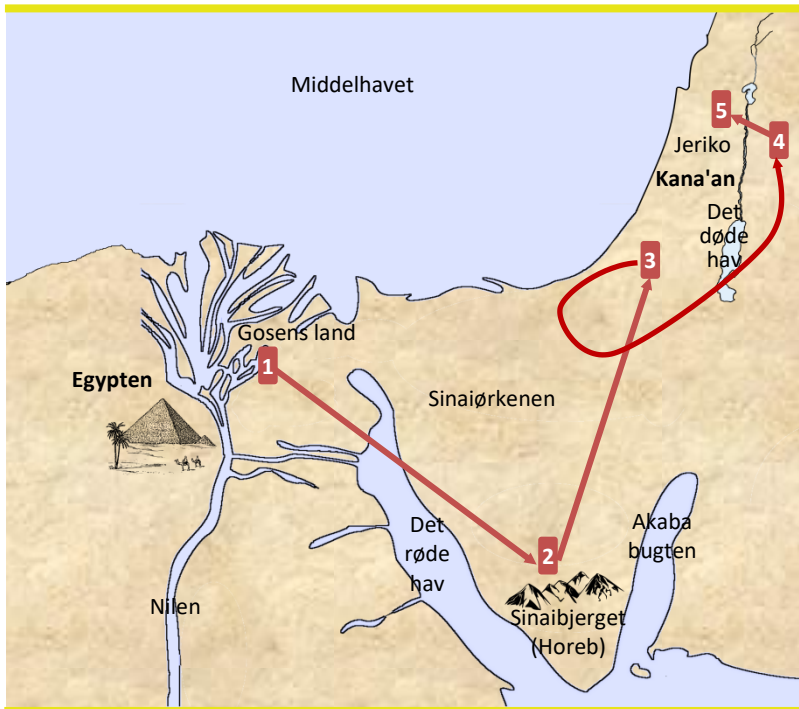 Middelhavet
5
4
Jeriko
Kana'an
Det
døde
hav
3
Gosens land
1
Egypten
Sinaiørkenen
Det
røde
hav
2
Akaba
bugten
Nilen
Sinaibjerget
(Horeb)